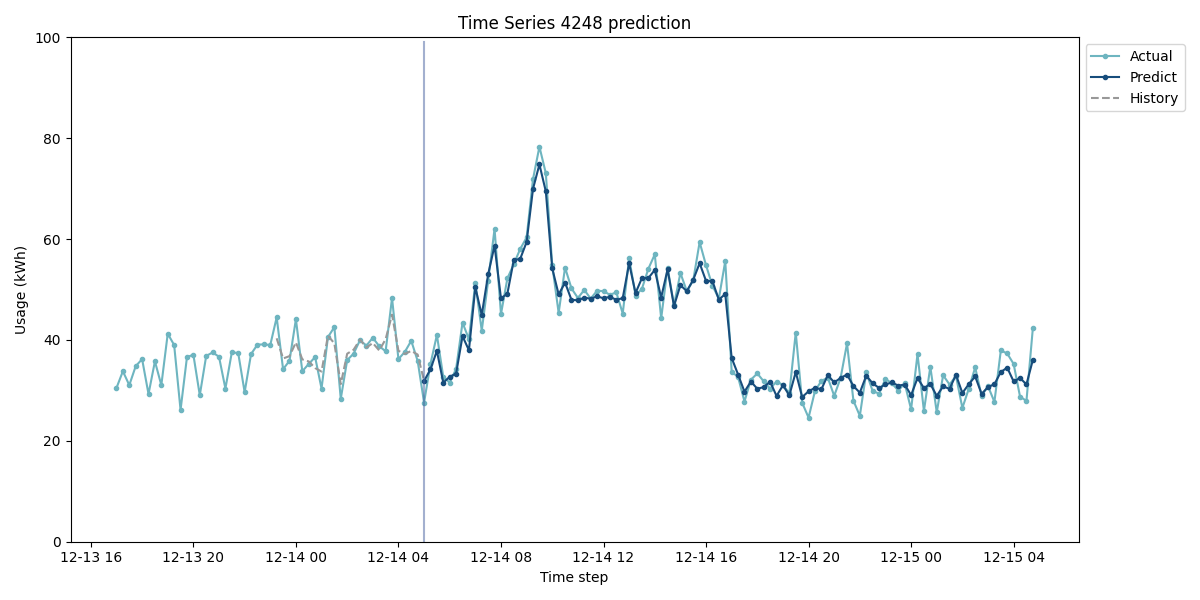 Time Series 4248 prediction
Actual
Predict
History
Usage (kWh)
100
80
60
40
20
0
12-13 16
12-13 20
12-14 00
12-14 04
12-14 08
12-14 12
12-14 16
12-14 20
12-15 00
12-15 04
Time step